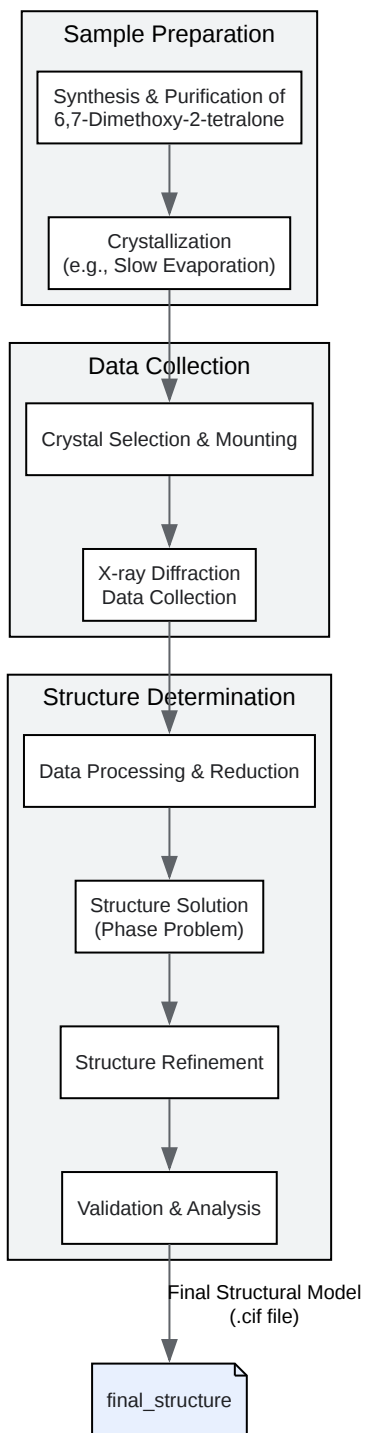 Sample Preparation
Synthesis & Purification of
6,7-Dimethoxy-2-tetralone
Crystallization
(e.g., Slow Evaporation)
Data Collection
Crystal Selection & Mounting
X-ray Diffraction
Data Collection
Structure Determination
Data Processing & Reduction
Structure Solution
(Phase Problem)
Structure Refinement
Validation & Analysis
Final Structural Model
(.cif file)
final_structure